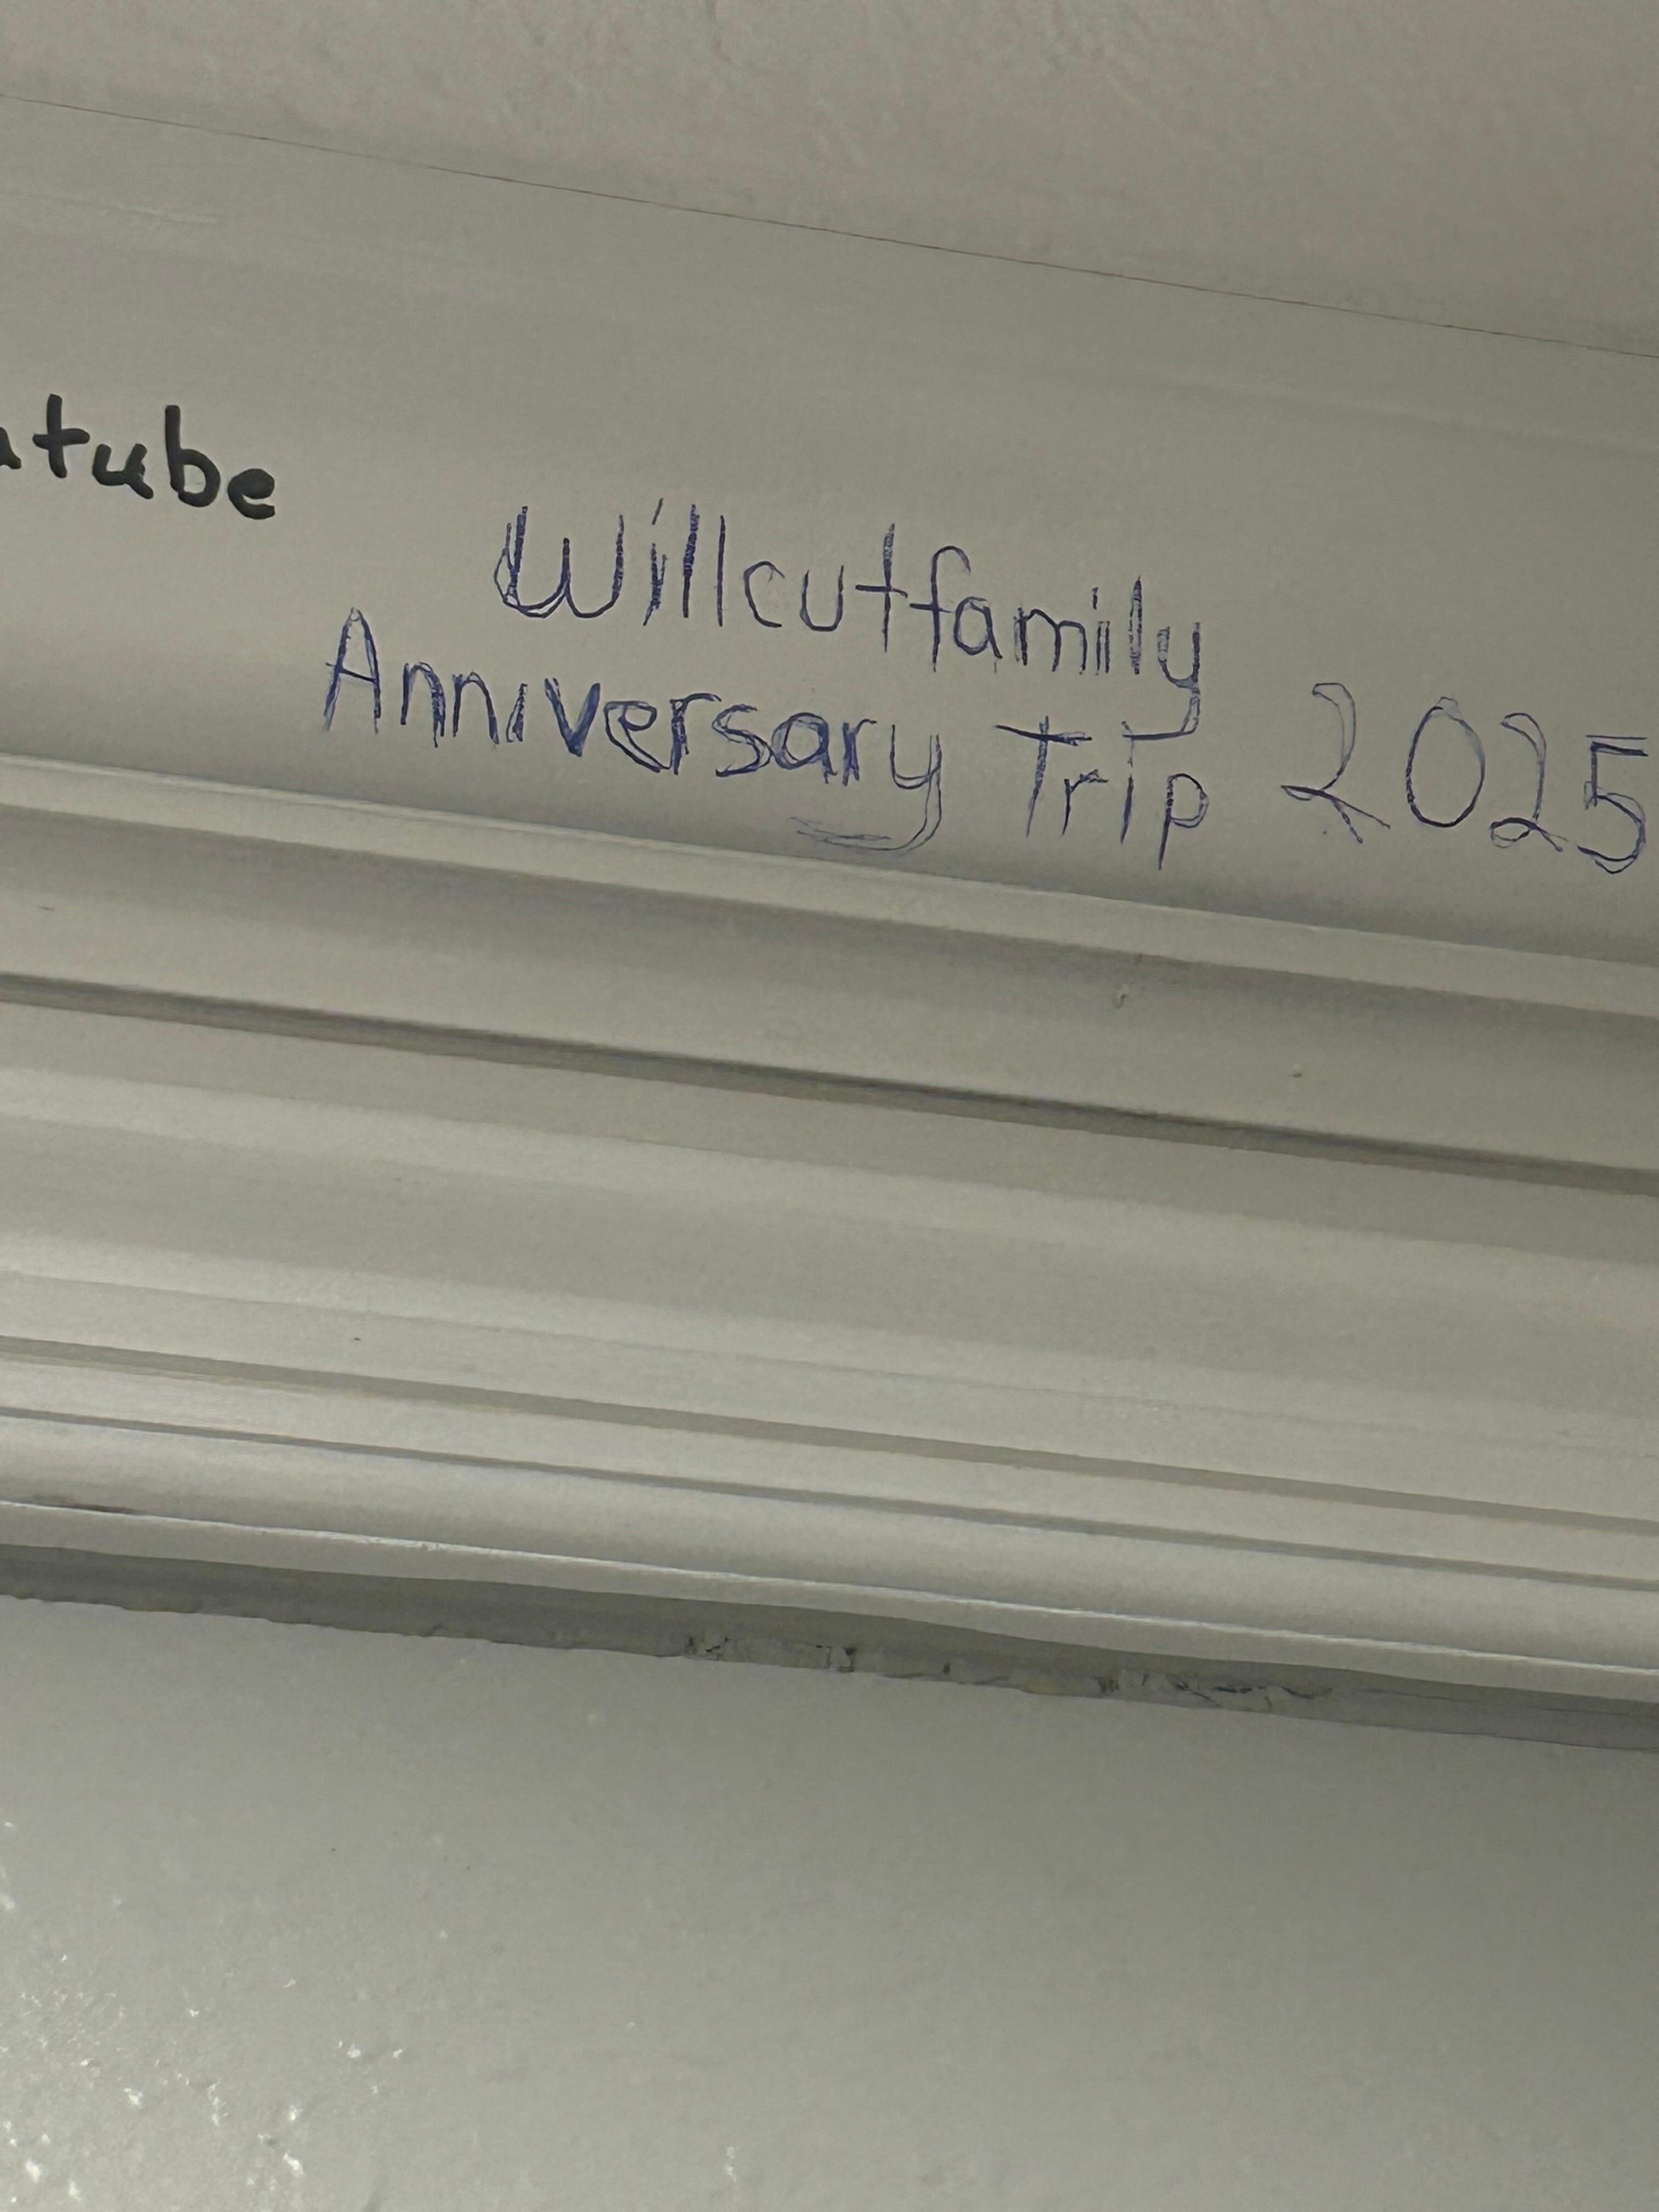 tube
Willcutfamily
Anniversary Trip 2025